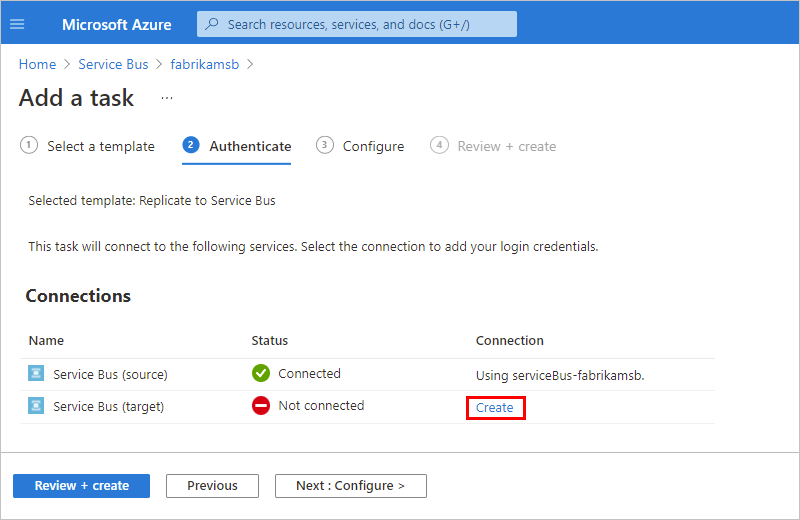 Microsoft Azure
Search resources, services, and docs (G+/)
Home > Service Bus > fabrikamsb >
Add a task ...
1 Select a template 2 Authenticate 3 Configure 4 Review + create
Selected template: Replicate to Service Bus
This task will connect to the following services. Select the connection to add your login credentials.
Connections
Name Status Connection
Service Bus (source) Connected Using serviceBus-fabrikamsb.
Service Bus (target) Not connected Create
Review + create Previous Next : Configure >